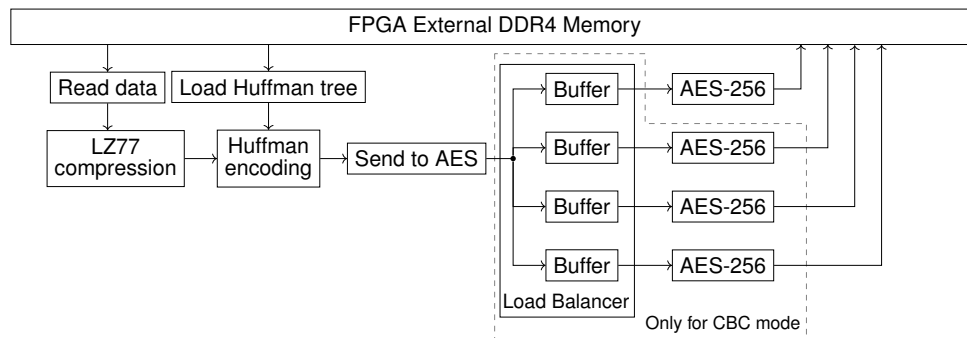 FPGA External DDR4 Memory
Read data
Load Huffman tree
LZ77
compression
Huffman
encoding
Send to AES
Buffer
AES-256
Buffer
AES-256
Buffer
AES-256
Buffer
AES-256
Load Balancer
Only for CBC mode